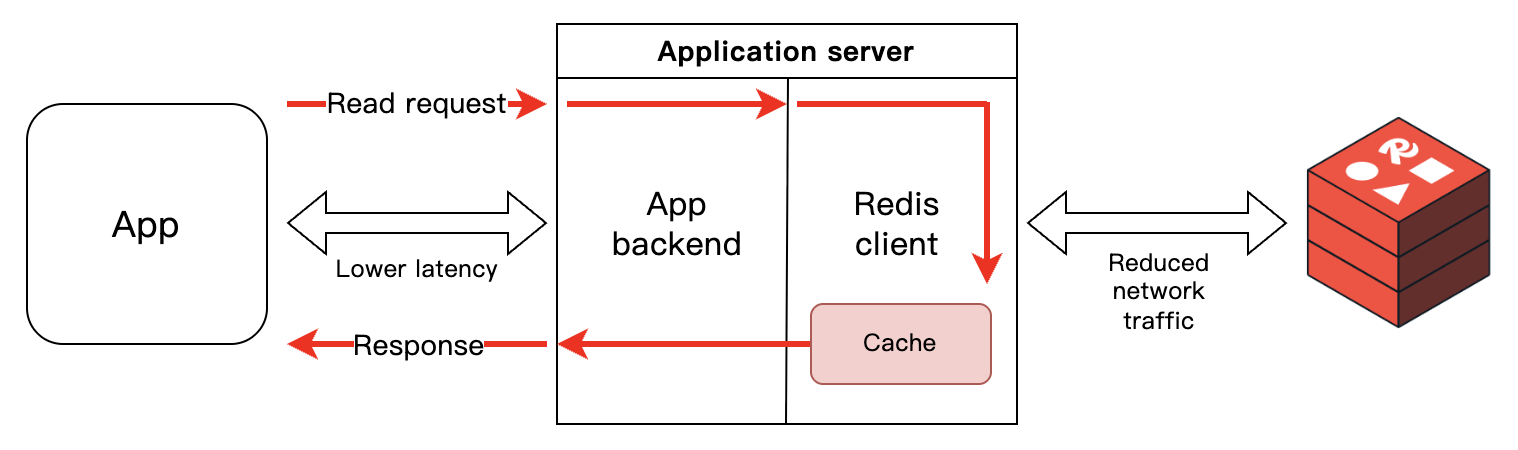 Application server
Read request
App
App
backend
Redis
client
Lower latency
Reduced
network
traffic
Response
Cache